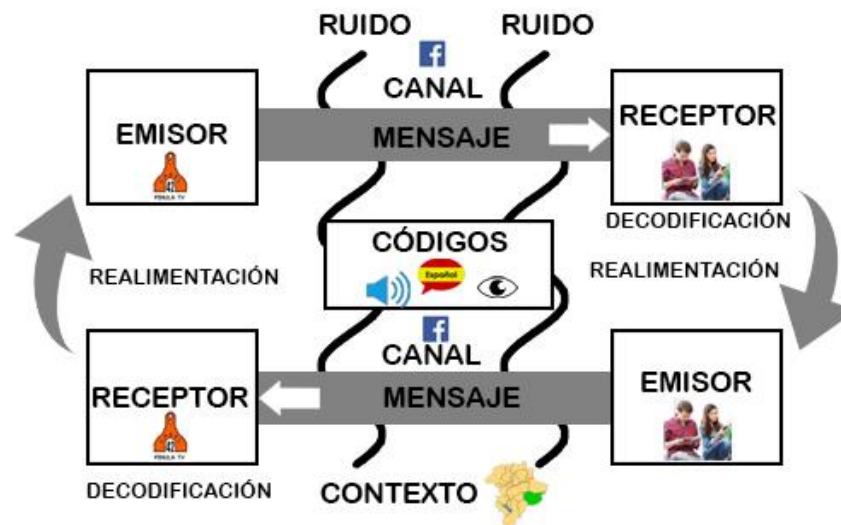 RUIDO RUIDO
CANAL
EMISOR
MENSAJE
RECEPTOR
DECODIFICACIÓN
CÓDIGOS
Español
REALIMENTACIÓN
REALIMENTACIÓN
CANAL
RECEPTOR
MENSAJE
EMISOR
DECODIFICACIÓN
CONTEXTO